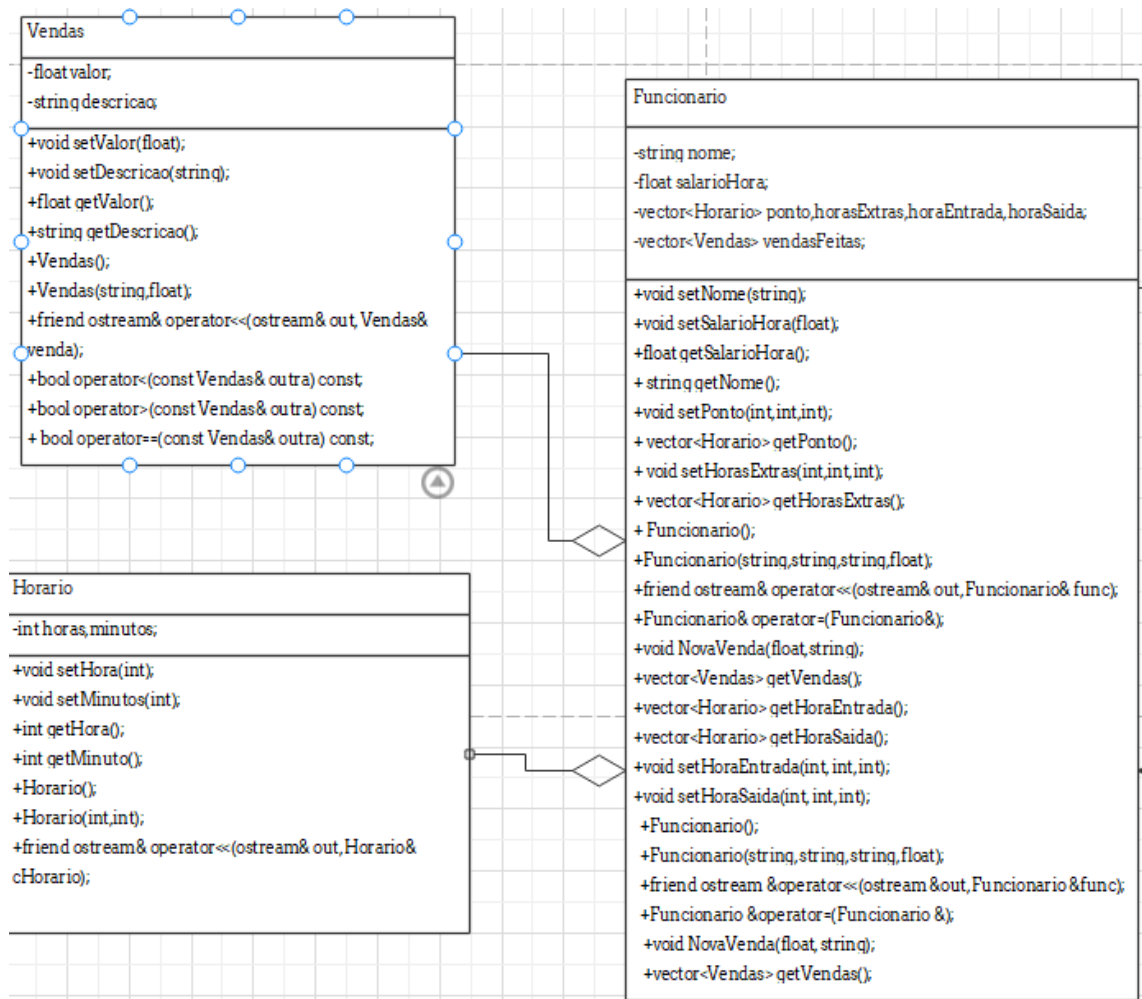 Vendas
-float valor;
-string descricao;
+void setValor(float);
+void setDescricao(string);
+float getValor();
+string getDescricao();
+Vendas();
+Vendas(string,float);
+friend ostream& operator<<(ostream& out, Vendas&
venda);
+bool operator<(const Vendas& outra) const;
+bool operator>(const Vendas& outra) const;
+ bool operator==(const Vendas& outra) const;
Horario
-int horas,minutos;
+void setHora(int);
+void setMinutos(int);
+int getHora();
+int getMinuto();
+Horario();
+Horario(int,int);
+friend ostream& operator<<(ostream& out, Horario&
cHorario);
Funcionario
-string nome;
-float salarioHora;
-vector<Horario> ponto,horasExtras,horaEntrada,horaSaida;
-vector<Vendas> vendasFeitas;
+void setNome(string);
+void setSalarioHora(float);
+float getSalarioHora();
+ string getNome();
+void setPonto(int,int,int);
+ vector<Horario> getPonto();
+ void setHorasExtras(int,int,int);
+ vector<Horario> getHorasExtras();
+ Funcionario();
+Funcionario(string,string,string,float);
+friend ostream& operator<<(ostream& out,Funcionario& func);
+Funcionario& operator=(Funcionario&);
+void NovaVenda(float,string);
+vector<Vendas> getVendas();
+vector<Horario> getHoraEntrada();
+vector<Horario> getHoraSaida();
+void setHoraEntrada(int, int,int);
+void setHoraSaida(int, int,int);
+Funcionario();
+Funcionario(string,string,string,float);
+friend ostream &operator<<(ostream &out,Funcionario &func);
+Funcionario &operator=(Funcionario &);
+void NovaVenda(float, string);
+vector<Vendas> getVendas();